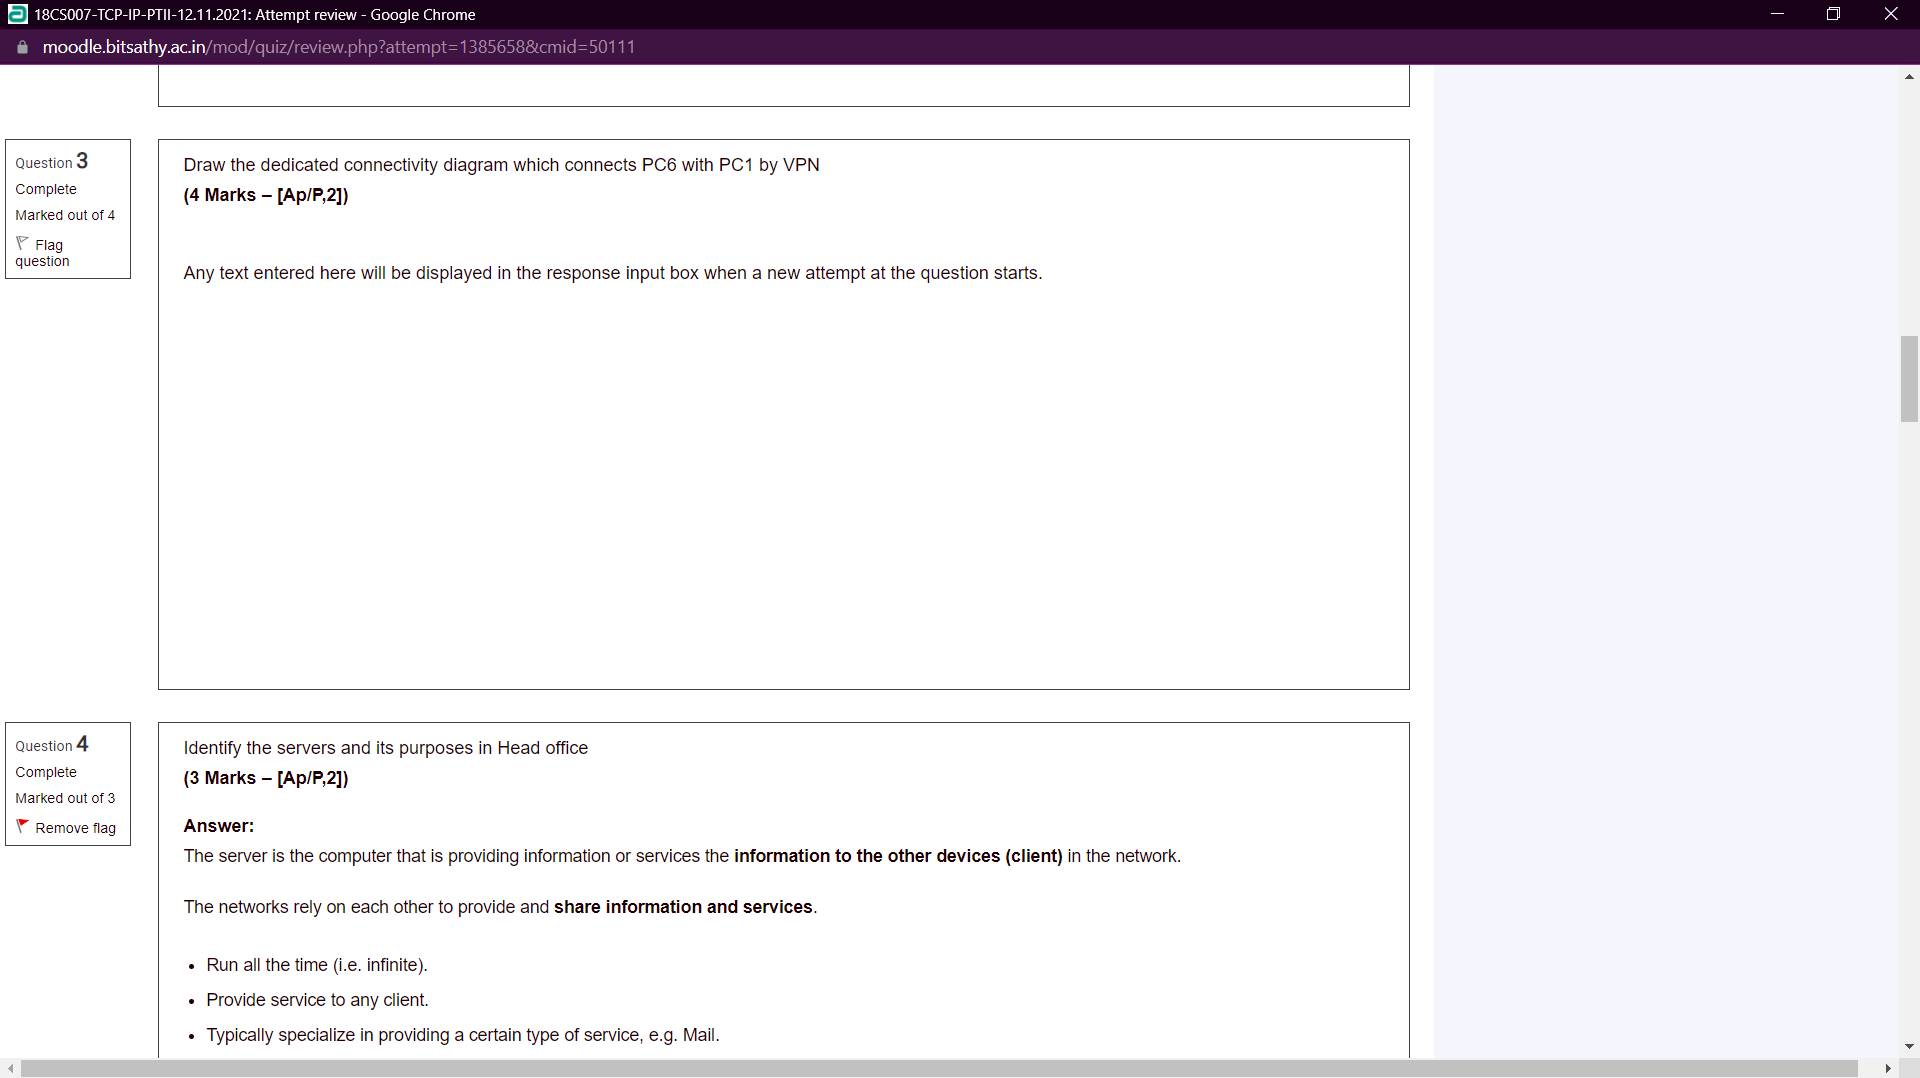 18CS007-TCP-IP-PTII-12.11.2021: Attempt review - Google Chrome
moodle.bitsathy.ac.in/mod/quiz/review.php?attempt=1385658&cmid=50111
Question 3
Complete
Marked out of 4
Flag
question
Draw the dedicated connectivity diagram which connects PC6 with PC1 by VPN
(4 Marks – [Ap/P,2])
Any text entered here will be displayed in the response input box when a new attempt at the question starts.
Question 4
Complete
Marked out of 3
Remove flag
Identify the servers and its purposes in Head office
(3 Marks – [Ap/P,2])
Answer:
The server is the computer that is providing information or services the information to the other devices (client) in the network.
The networks rely on each other to provide and share information and services.
• Run all the time (i.e. infinite).
• Provide service to any client.
• Typically specialize in providing a certain type of service, e.g. Mail.